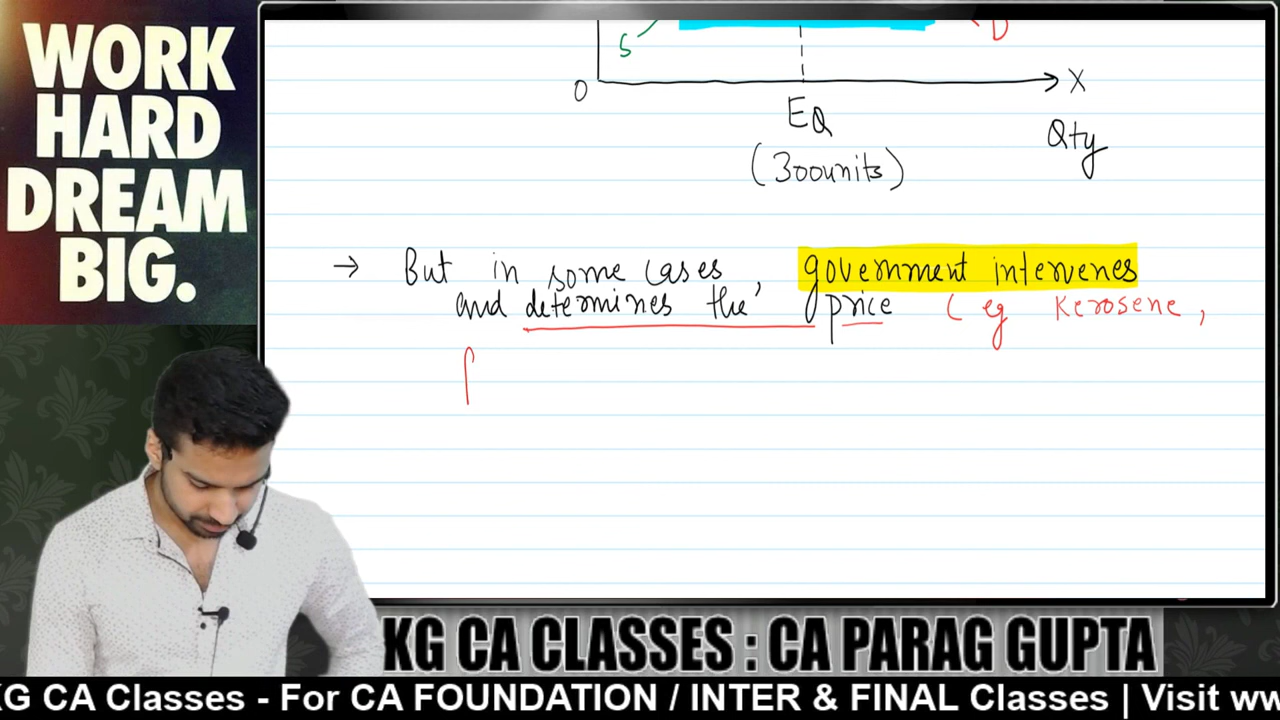 WORK
HARD
DREAM
BIG.
S
D
O
X
EQ
Qty
(300units)
→ But in some cases, government intervenes
and determines the price (eg Kerosene,
KG CA CLASSES : CA PARAG GUPTA
KG CA Classes - For CA FOUNDATION / INTER & FINAL Classes | Visit ww